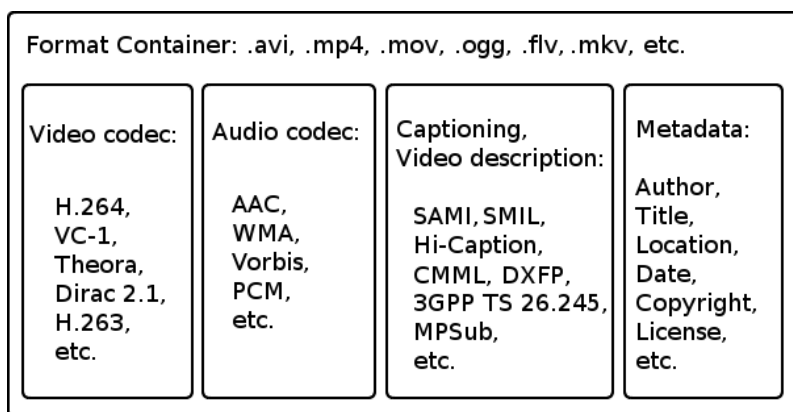 Format Container: .avi, .mp4, .mov, .ogg, .flv, .mkv, etc.
Video codec:
H.264,
VC-1,
Theora,
Dirac 2.1,
H.263,
etc.
Audio codec:
AAC,
WMA,
Vorbis,
PCM,
etc.
Captioning,
Video description:
SAMI, SMIL,
Hi-Caption,
CMML, DXFP,
3GPP TS 26.245,
MPSub,
etc.
Metadata:
Author,
Title,
Location,
Date,
Copyright,
License,
etc.